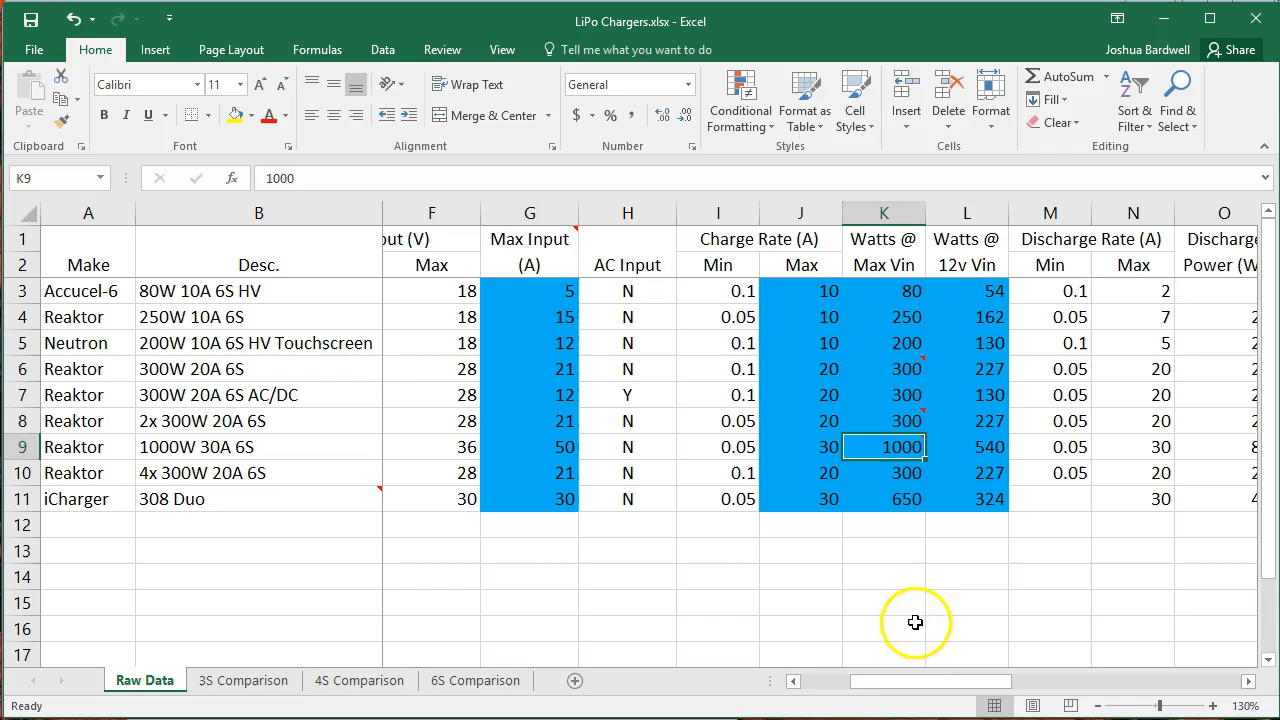 LiPo Chargers.xlsx - Excel
File Home Insert Page Layout Formulas Data Review View Tell me what you want to do Joshua Bardwell Share
Paste
Calibri 11
B I U
Wrap Text
Merge & Center
General
$ % ,
Conditional Formatting
Format as Table
Cell Styles
Insert Delete Format
AutoSum
Fill
Clear
Sort & Filter
Find & Select
Clipboard Font Alignment Number Styles Cells Editing
K9 fx 1000
A B F G H I J K L M N O
1 put (V) Max Input Charge Rate (A) Watts @ Watts @ Discharge Rate (A) Discharge
2 Make Desc. Max (A) AC Input Min Max Max Vin 12v Vin Min Max Power (W
3 Accucel-6 80W 10A 6S HV 18 5 N 0.1 10 80 54 0.1 2
4 Reaktor 250W 10A 6S 18 15 N 0.05 10 250 162 0.05 7 2
5 Neutron 200W 10A 6S HV Touchscreen 18 12 N 0.1 10 200 130 0.1 5 2
6 Reaktor 300W 20A 6S 28 21 N 0.1 20 300 227 0.05 20 2
7 Reaktor 300W 20A 6S AC/DC 28 12 Y 0.1 20 300 130 0.05 20 2
8 Reaktor 2x 300W 20A 6S 28 21 N 0.05 20 300 227 0.05 20 2
9 Reaktor 1000W 30A 6S 36 50 N 0.05 30 1000 540 0.05 30 8
10 Reaktor 4x 300W 20A 6S 28 21 N 0.1 20 300 227 0.05 20 2
11 iCharger 308 Duo 30 30 N 0.05 30 650 324 30 4
12
13
14
15
16
17
Raw Data 3S Comparison 4S Comparison 6S Comparison
Ready 130%